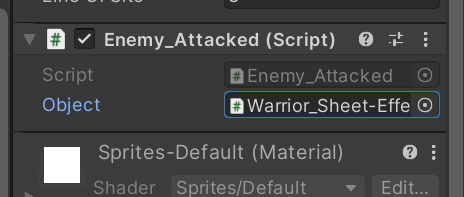 Enemy_Attacked (Script)
Script Enemy_Attacked
Object Warrior_Sheet-Effe
Sprites-Default (Material)
Shader Sprites/Default Edit...